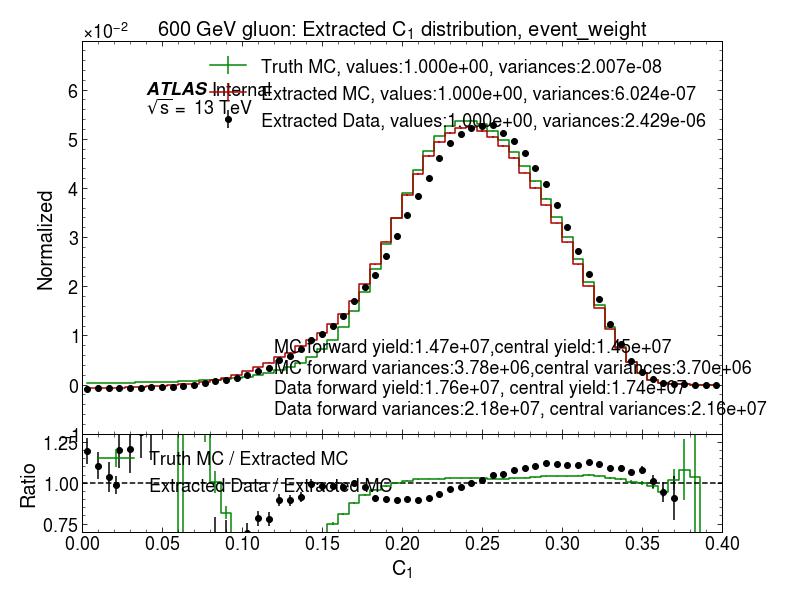 ×10⁻² 600 GeV gluon: Extracted C₁ distribution, event_weight
Truth MC, values:1.000e+00, variances:2.007e-08
ATLAS Internal
Extracted MC, values:1.000e+00, variances:6.024e-07
√s = 13 TeV
Extracted Data, values:1.000e+00, variances:2.429e-06
6
5
4
3
2
1
0
1
Normalized
MC forward yield:1.47e+07,central yield:1.45e+07
MC forward variances:3.78e+06,central variances:3.70e+06
Data forward yield:1.76e+07, central yield:1.74e+07
Data forward variances:2.18e+07, central variances:2.16e+07
1.25
1.00
0.75
Ratio
Truth MC / Extracted MC
Extracted Data / Extracted MC
0.00 0.05 0.10 0.15 0.20 0.25 0.30 0.35 0.40
C₁